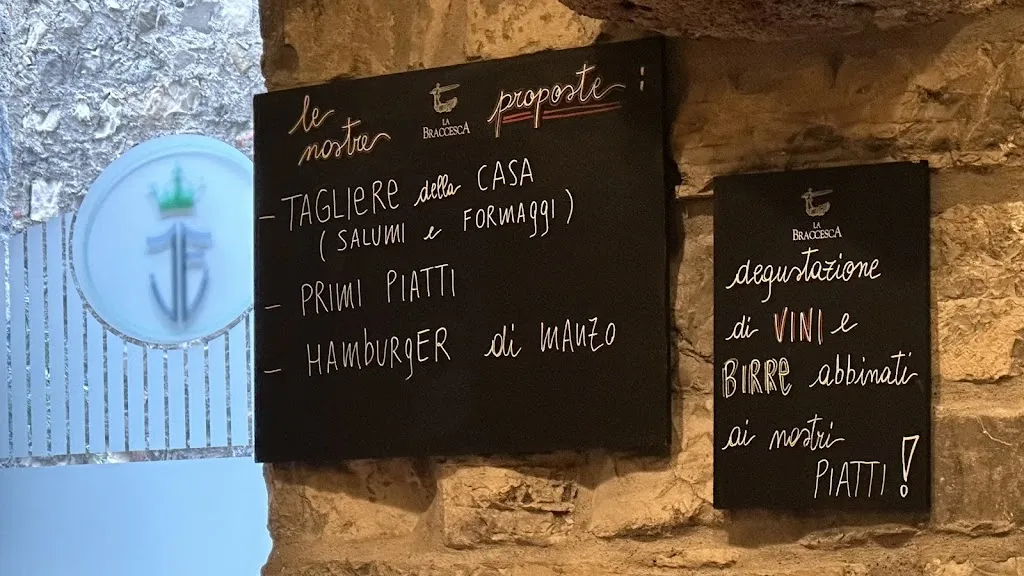 le nostre proposte :
LA
BRACCESCA
- TAGLIERE della CASA
( SALUMI e FORMAGGI )
- PRIMI PIATTI
- HAMBURgER di MANZO
LA
BRACCESCA
degustazione
di VINI e
BIRRE abbinati
ai nostri
PIATTI !